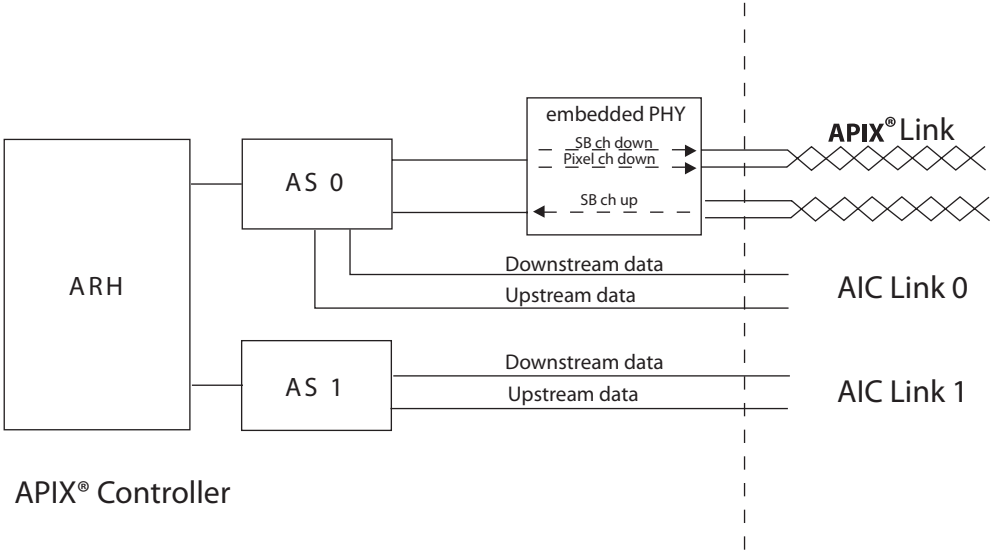 embedded PHY
SB ch down
Pixel ch down
SB ch up
APIX® Link
AS 0
ARH
Downstream data
Upstream data
AIC Link 0
AS 1
Downstream data
Upstream data
AIC Link 1
APIX® Controller